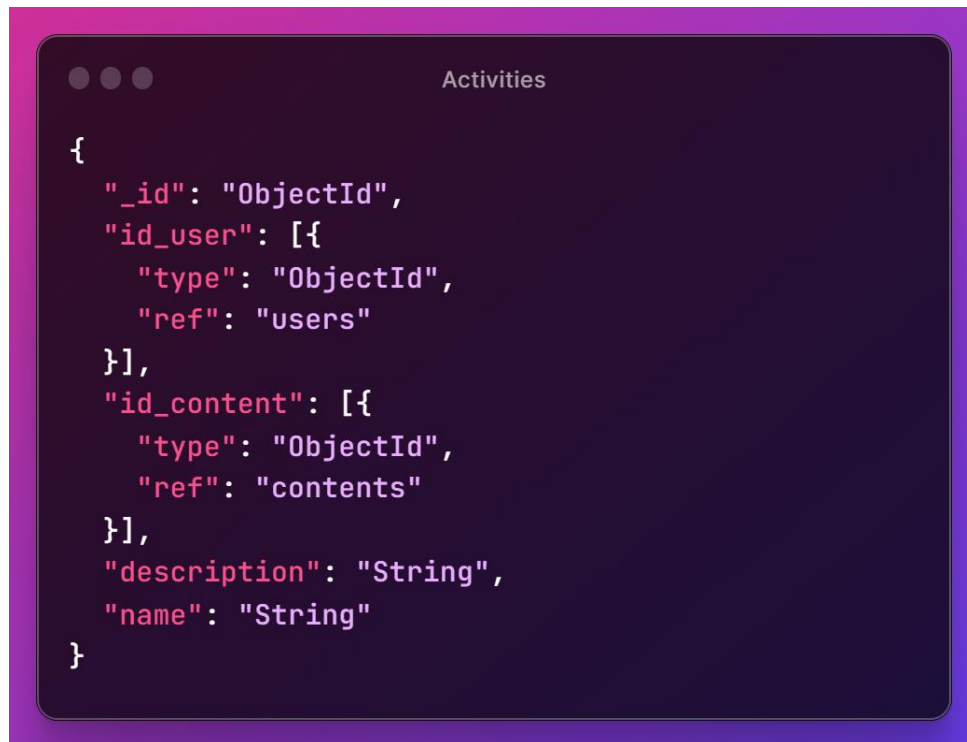 Activities
{
  "_id": "ObjectId",
  "id_user": [{
    "type": "ObjectId",
    "ref": "users"
  }],
  "id_content": [{
    "type": "ObjectId",
    "ref": "contents"
  }],
  "description": "String",
  "name": "String"
}